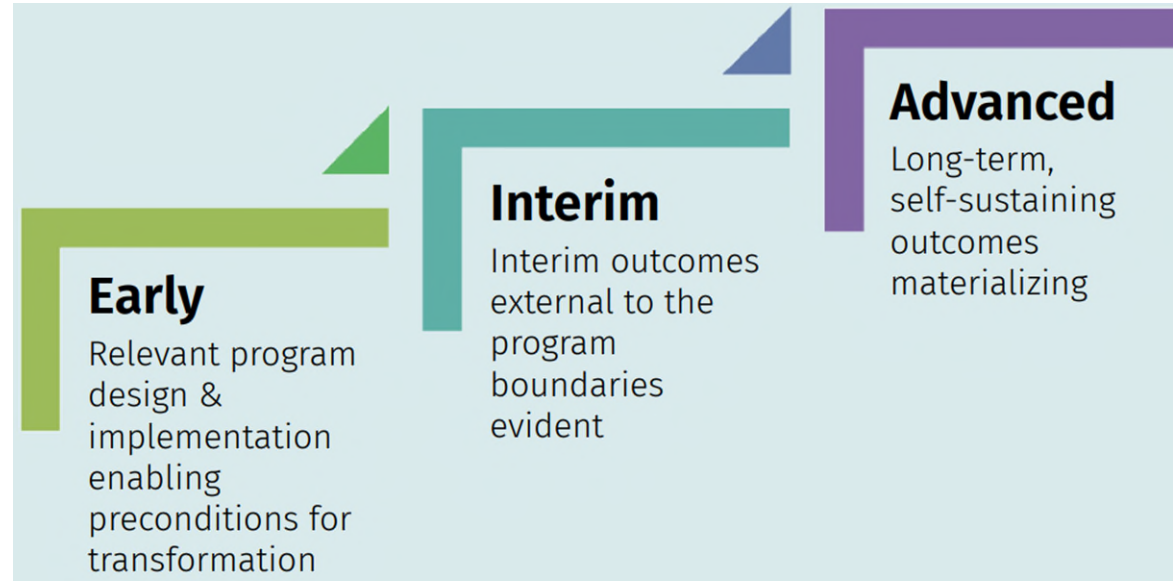 Early
Relevant program
design &
implementation
enabling
preconditions for
transformation
Interim
Interim outcomes
external to the
program
boundaries
evident
Advanced
Long-term,
self-sustaining
outcomes
materializing